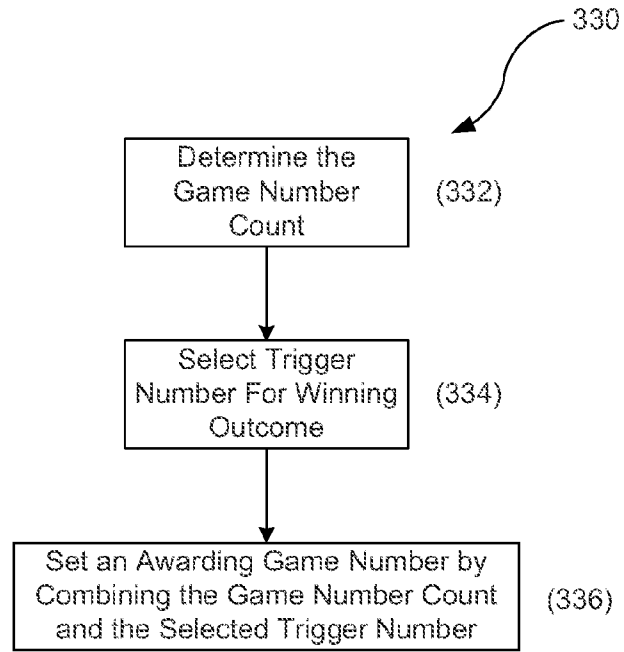 330
Determine the
Game Number
Count
(332)
Select Trigger
Number For Winning
Outcome
(334)
Set an Awarding Game Number by
Combining the Game Number Count
and the Selected Trigger Number
(336)